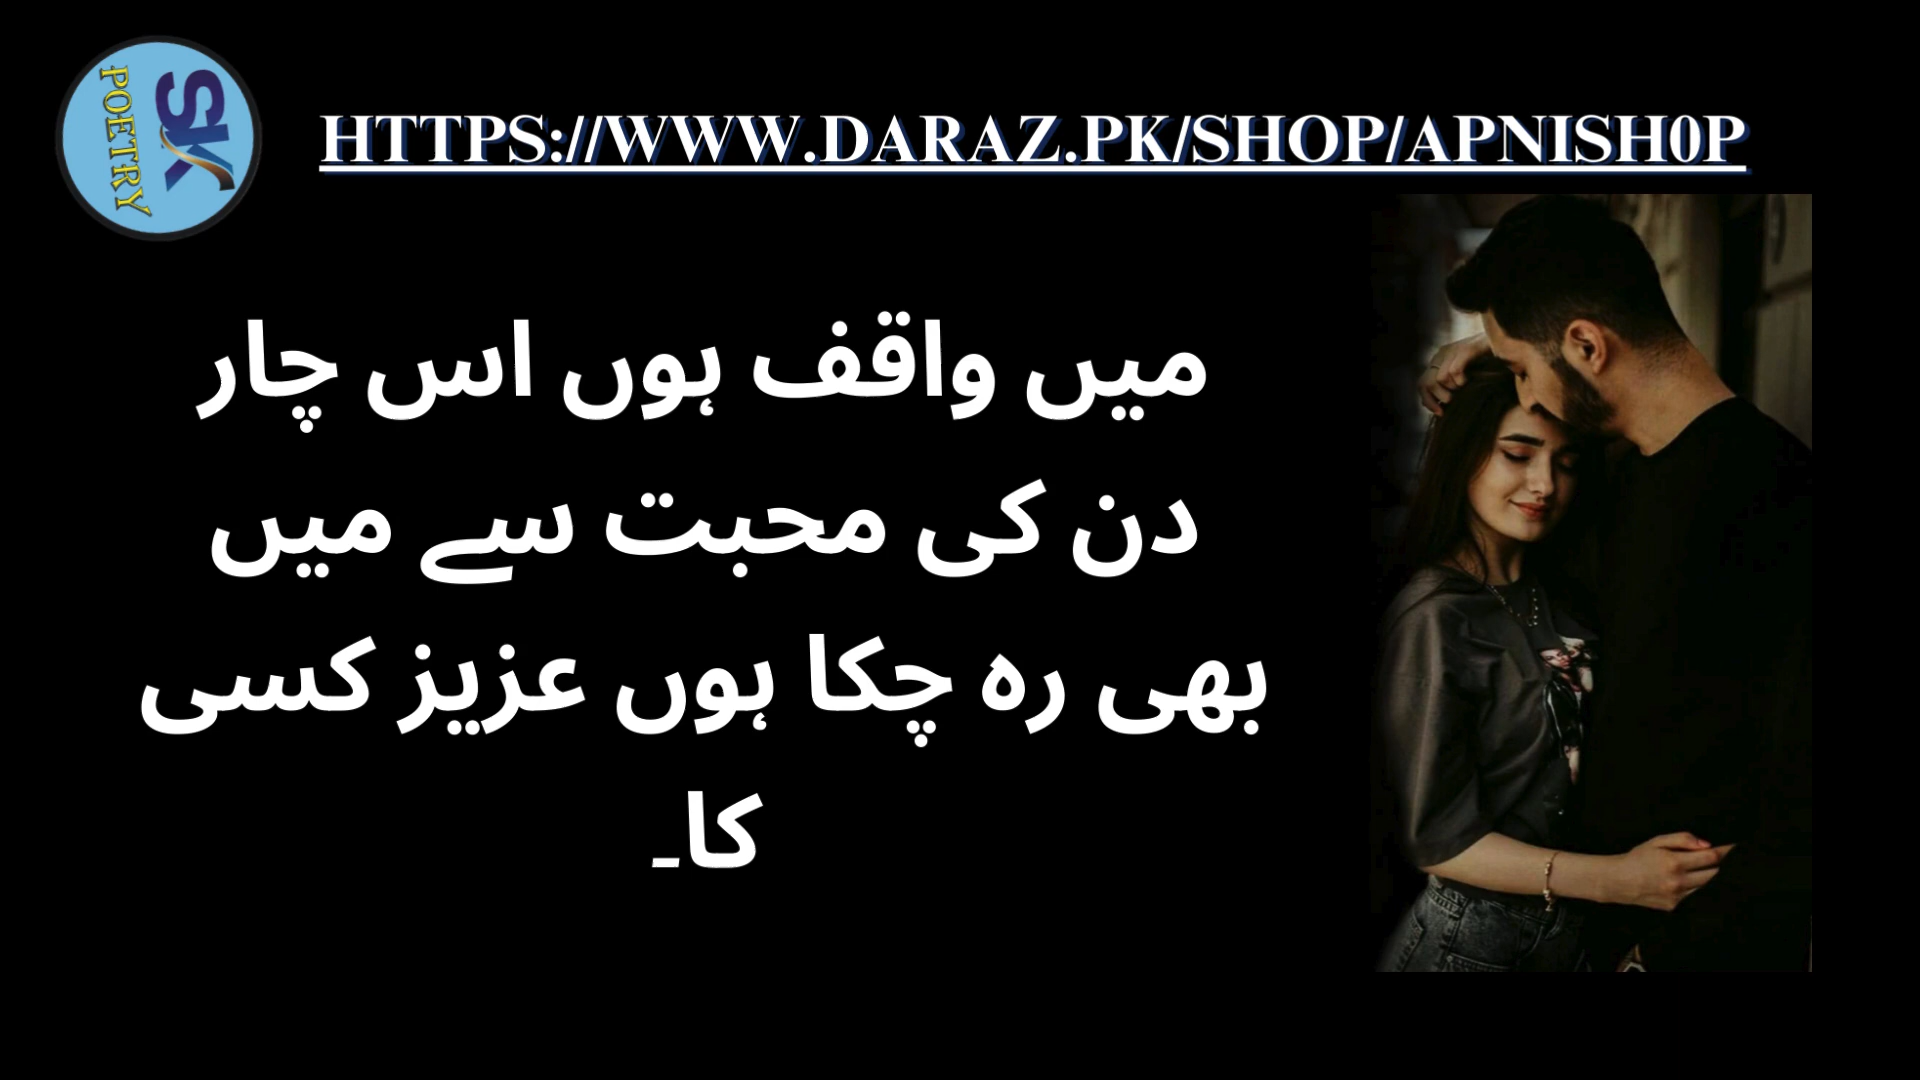 SK
POETRY
HTTPS://WWW.DARAZ.PK/SHOP/APNISH0P
میں واقف ہوں اس چار
دن کی محبت سے میں
بھی رہ چکا ہوں عزیز کسی
کا۔